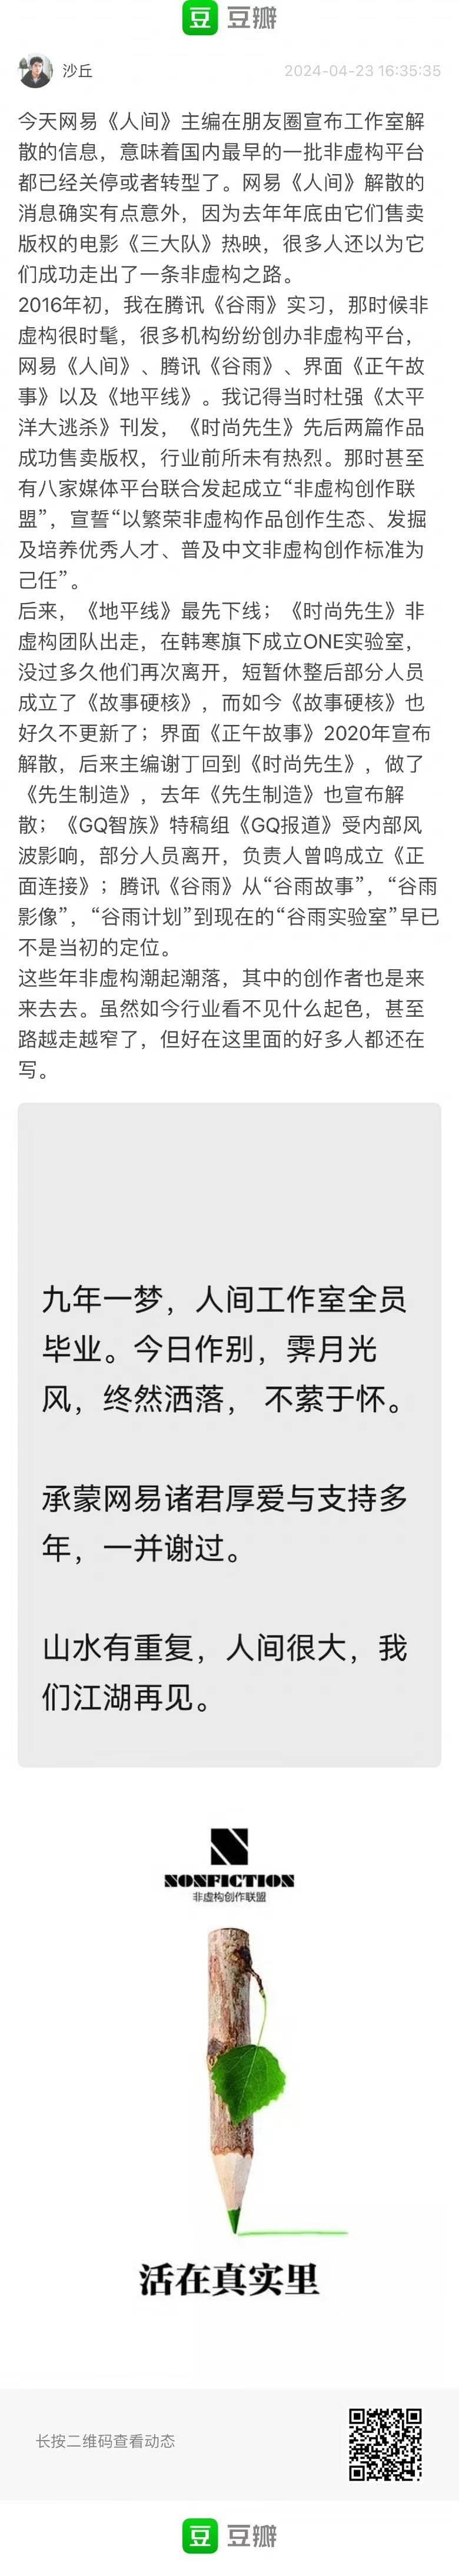 豆 豆瓣
沙丘 2024-04-23 16:35:35
今天网易《人间》主编在朋友圈宣布工作室解
散的信息，意味着国内最早的一批非虚构平台
都已经关停或者转型了。网易《人间》解散的
消息确实有点意外，因为去年年底由它们售卖
版权的电影《三大队》热映，很多人还以为它
们成功走出了一条非虚构之路。
2016年初，我在腾讯《谷雨》实习，那时候非
虚构很时髦，很多机构纷纷创办非虚构平台，
网易《人间》、腾讯《谷雨》、界面《正午故
事》以及《地平线》。我记得当时杜强《太平
洋大逃杀》刊发，《时尚先生》先后两篇作品
成功售卖版权，行业前所未有热烈。那时甚至
有八家媒体平台联合发起成立“非虚构创作联
盟”，宣誓“以繁荣非虚构作品创作生态、发掘
及培养优秀人才、普及中文非虚构创作标准为
己任”。
后来，《地平线》最先下线；《时尚先生》非
虚构团队出走，在韩寒旗下成立ONE实验室，
没过多久他们再次离开，短暂休整后部分人员
成立了《故事硬核》，而如今《故事硬核》也
好久不更新了；界面《正午故事》2020年宣布
解散，后来主编谢丁回到《时尚先生》，做了
《先生制造》，去年《先生制造》也宣布解
散；《GQ智族》特稿组《GQ报道》受内部风
波影响，部分人员离开，负责人曾鸣成立《正
面连接》；腾讯《谷雨》从“谷雨故事”，“谷雨
影像”，“谷雨计划”到现在的“谷雨实验室”早已
不是当初的定位。
这些年非虚构潮起潮落，其中的创作者也是来
来去去。虽然如今行业看不见什么起色，甚至
路越走越窄了，但好在这里面的好多人都还在
写。
九年一梦，人间工作室全员
毕业。今日作别，霁月光
风，终然洒落， 不萦于怀。
承蒙网易诸君厚爱与支持多
年，一并谢过。
山水有重复，人间很大，我
们江湖再见。
NONFICTION
非虚构创作联盟
活在真实里
长按二维码查看动态
豆 豆瓣